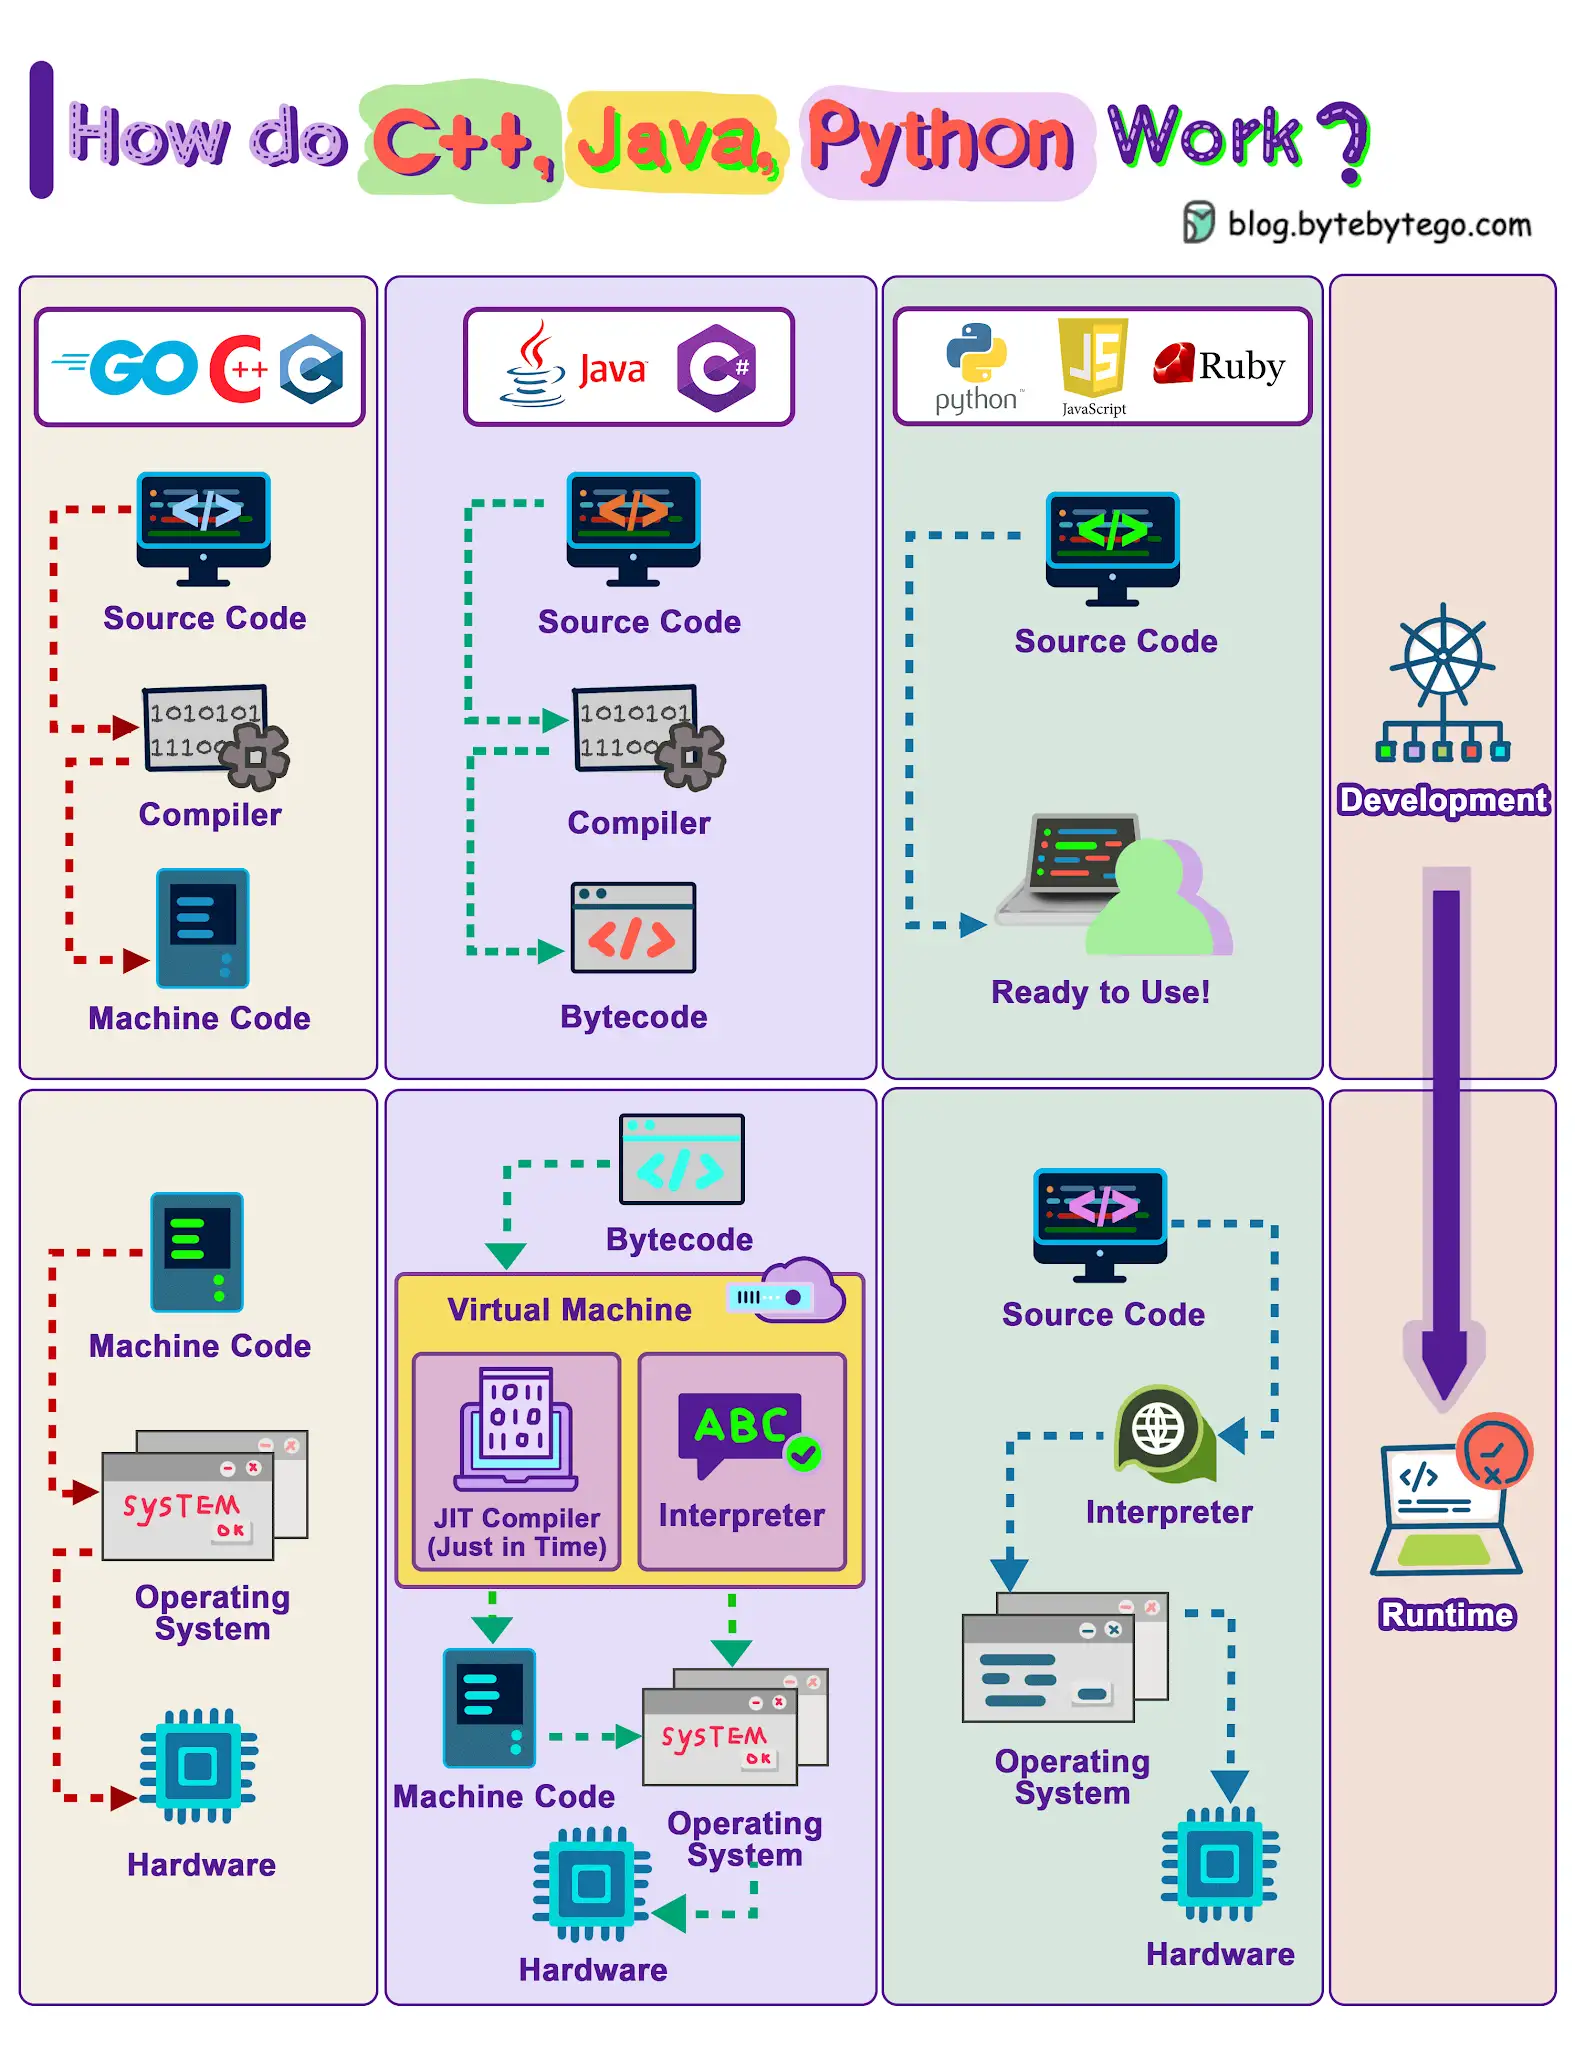 How do C++, Java, Python Work?
blog.bytebytego.com
GO C++ C
Java™ C#
python™
JS
JavaScript
Ruby
Source Code
1010101
11100
Compiler
Machine Code
Source Code
1010101
11100
Compiler
</>
Bytecode
Source Code
Ready to Use!
Development
Machine Code
SYSTEM
OK
Operating
System
Hardware
</>
Bytecode
Virtual Machine
1011
010
1101
JIT Compiler
(Just in Time)
ABC
Interpreter
Machine Code
SYSTEM
OK
Operating
System
Hardware
</>
Source Code
Interpreter
Operating
System
Hardware
</>
Runtime